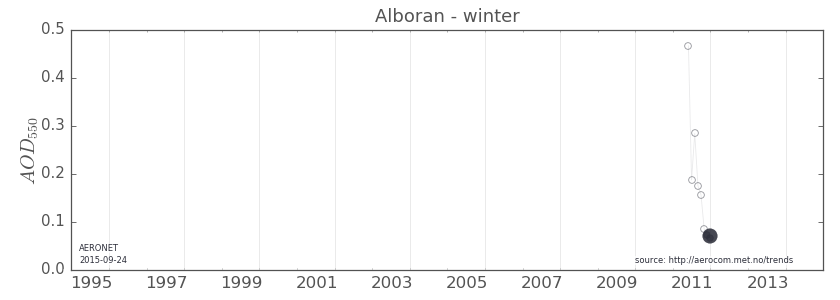 Alboran - winter
0.5
0.4
0.3
0.2
0.1
0.0
AOD550
AERONET
2015-09-24
source: http://aerocom.met.no/trends
1995 1997 1999 2001 2003 2005 2007 2009 2011 2013